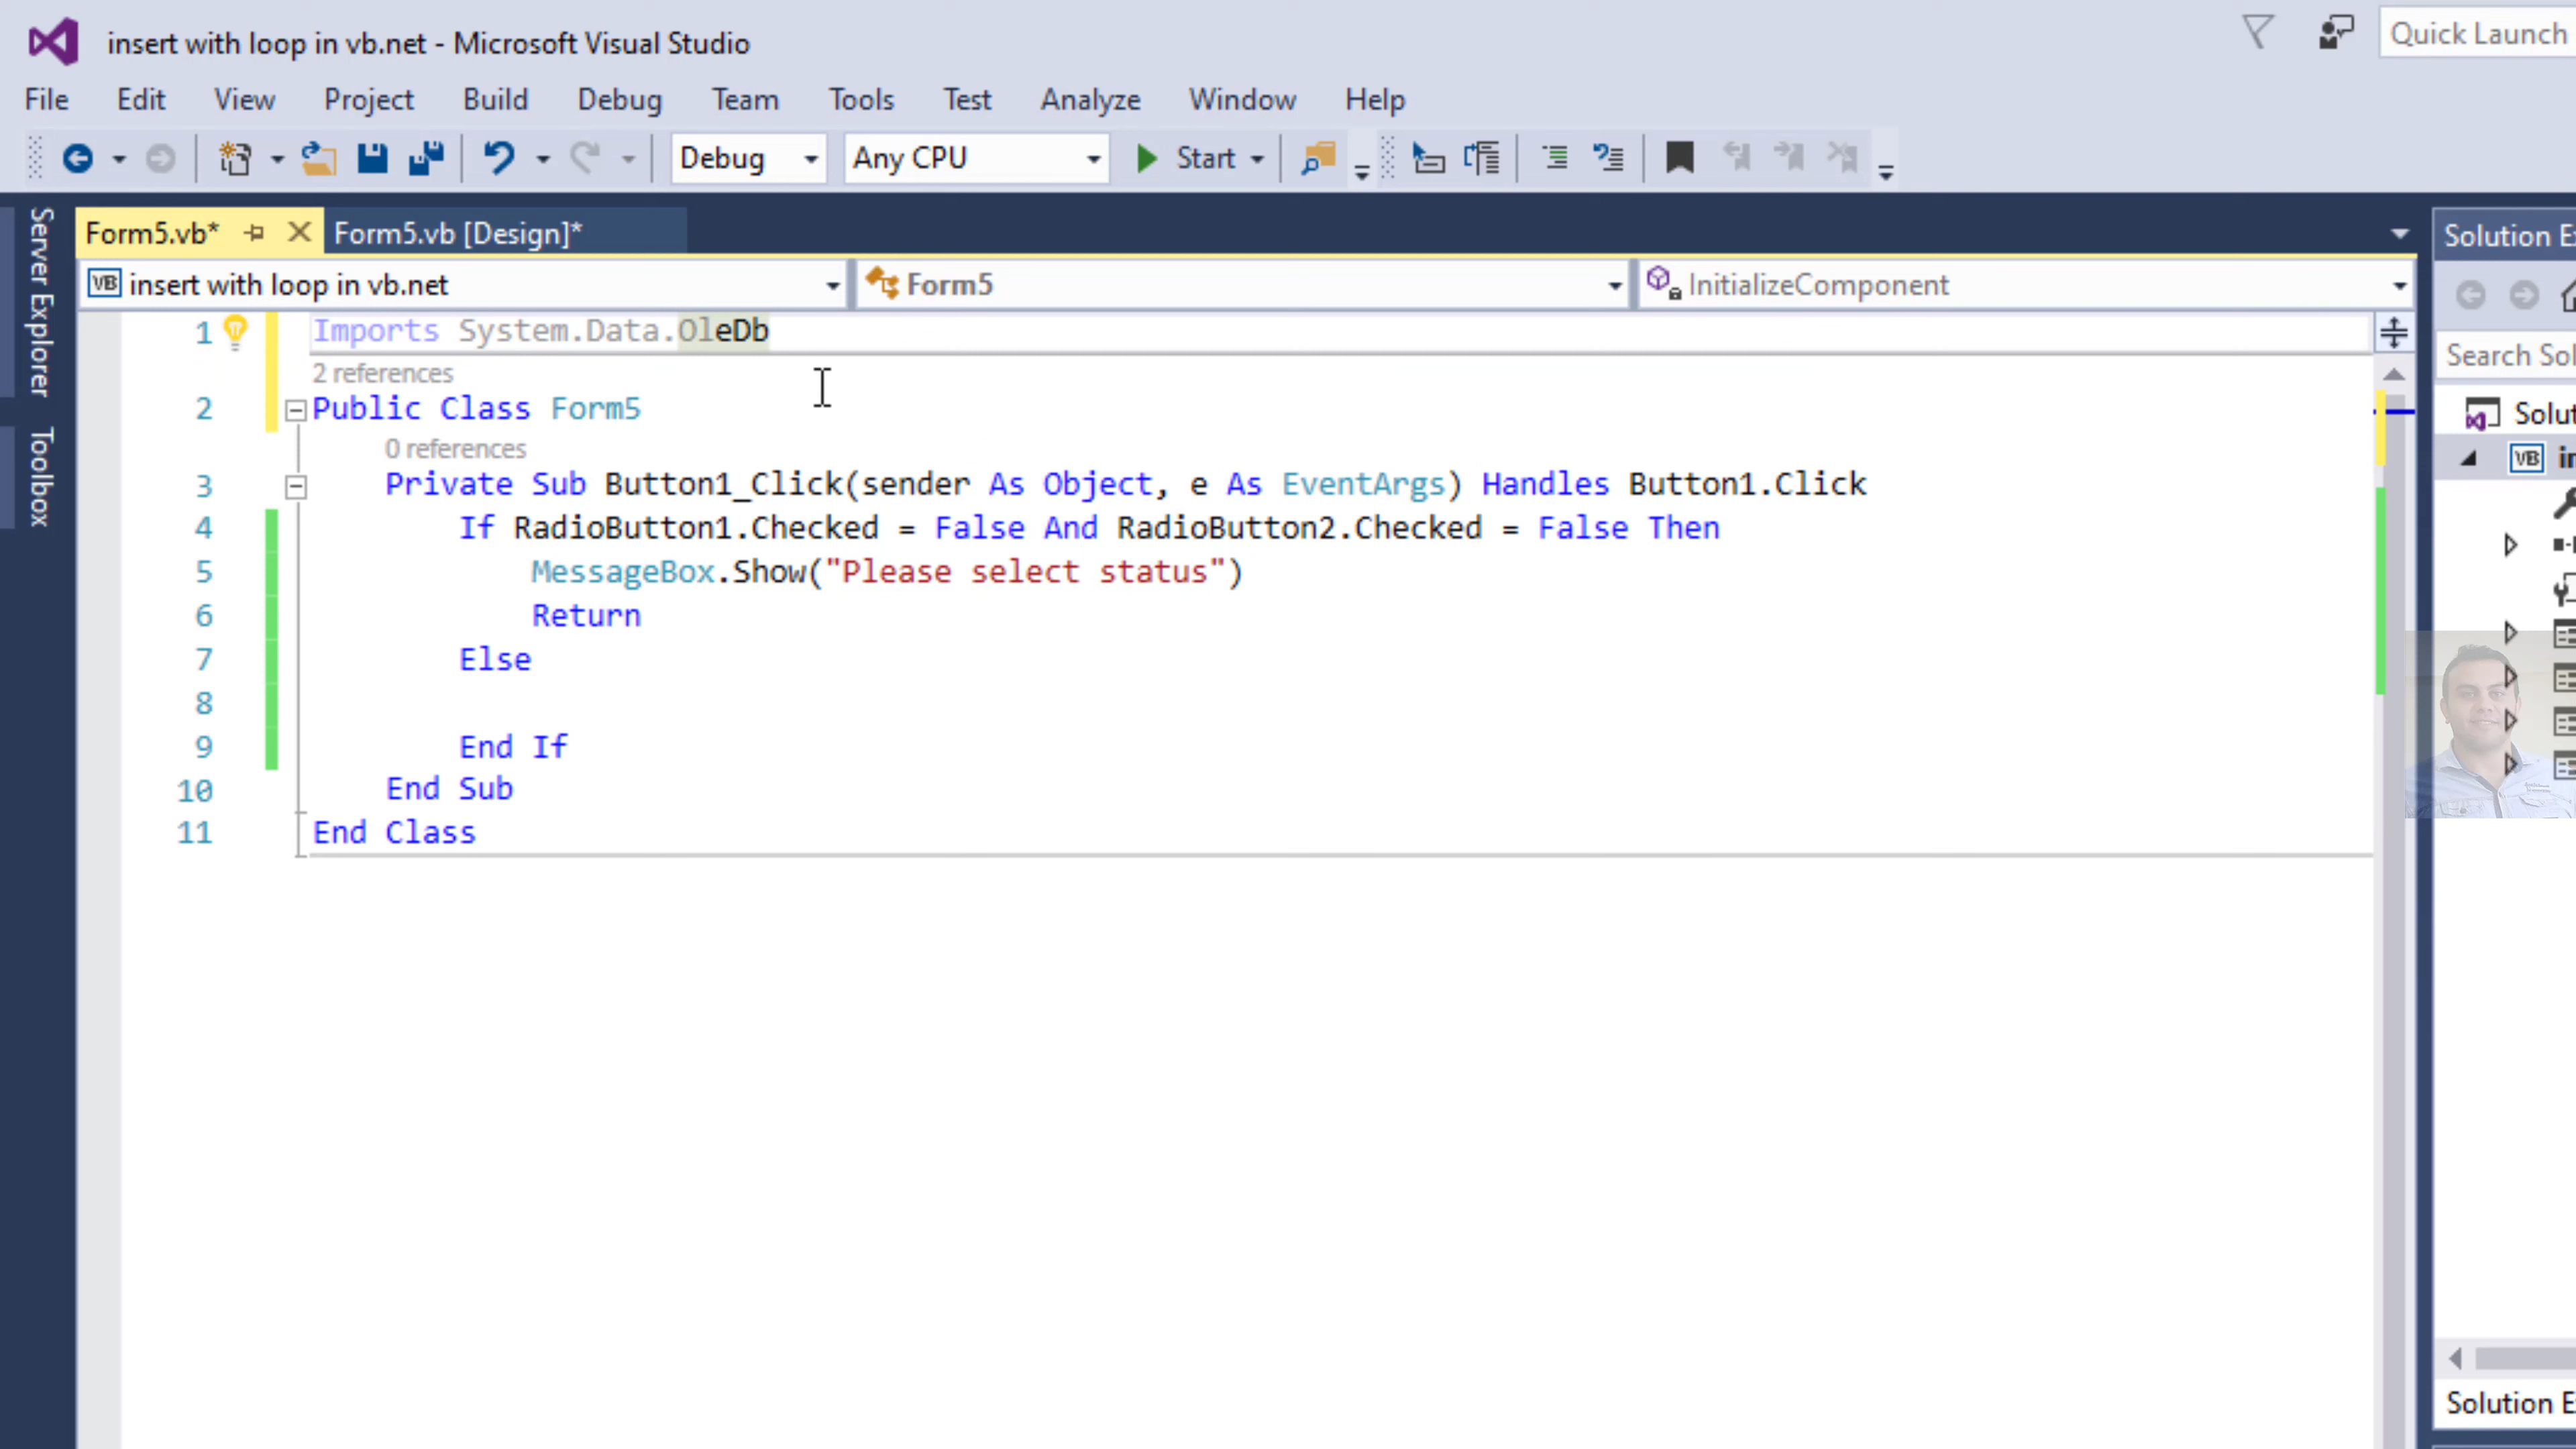 insert with loop in vb.net - Microsoft Visual Studio
Quick Launch
File Edit View Project Build Debug Team Tools Test Analyze Window Help
Debug Any CPU Start
Server Explorer
Toolbox
Form5.vb* Form5.vb [Design]*
Solution E
VB insert with loop in vb.net Form5 InitializeComponent
1 Imports System.Data.OleDb
2 references
2 Public Class Form5
0 references
3 Private Sub Button1_Click(sender As Object, e As EventArgs) Handles Button1.Click
4 If RadioButton1.Checked = False And RadioButton2.Checked = False Then
5 MessageBox.Show("Please select status")
6 Return
7 Else
8
9 End If
10 End Sub
11 End Class
Search Sol
Solut
VB in
Solution E